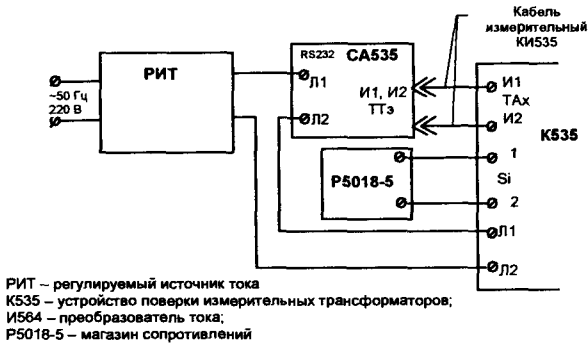 Кабель
измерительный
КИ535
RS232 СА535
РИТ
Л1
И1, И2
ТТэ
Л2
~50 Гц
220 В
И1
ТАх
И2
К535
1
Р5018-5
Si
2
Л1
Л2
РИТ – регулируемый источник тока
К535 – устройство поверки измерительных трансформаторов;
И564 – преобразователь тока;
Р5018-5 – магазин сопротивлений